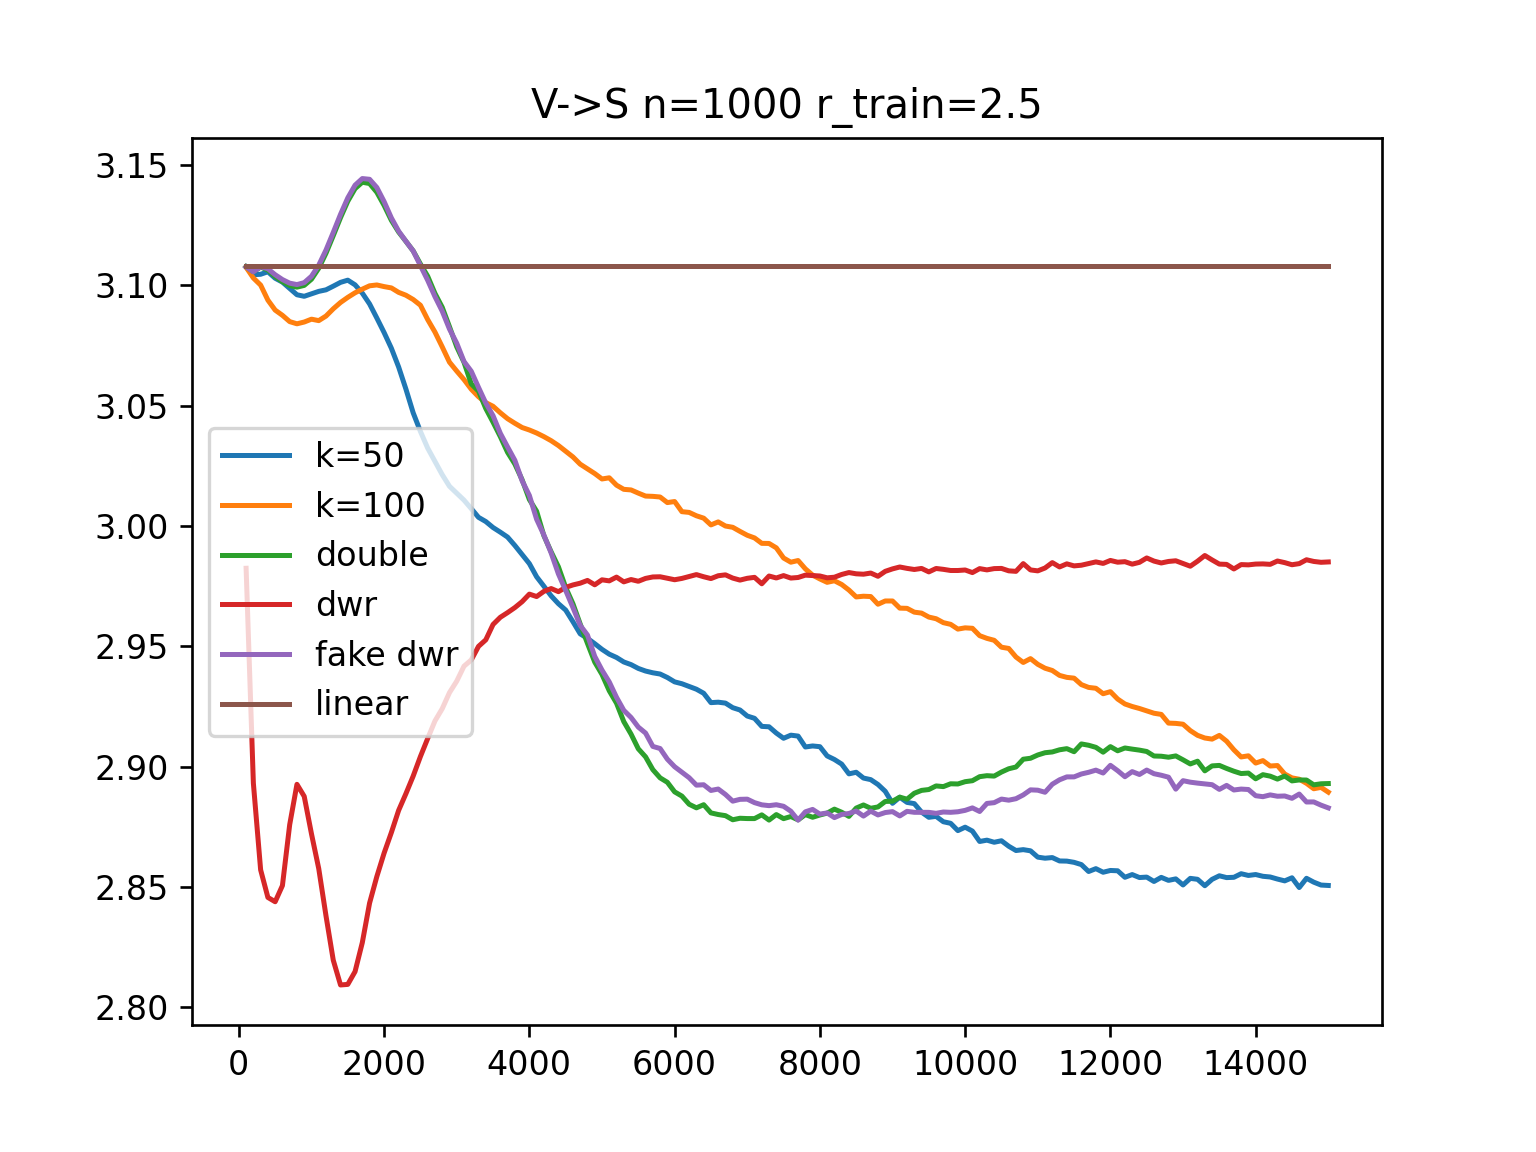 V->S n=1000 r_train=2.5
3.15
3.10
3.05
3.00
2.95
2.90
2.85
2.80
k=50
k=100
double
dwr
fake dwr
linear
0 2000 4000 6000 8000 10000 12000 14000